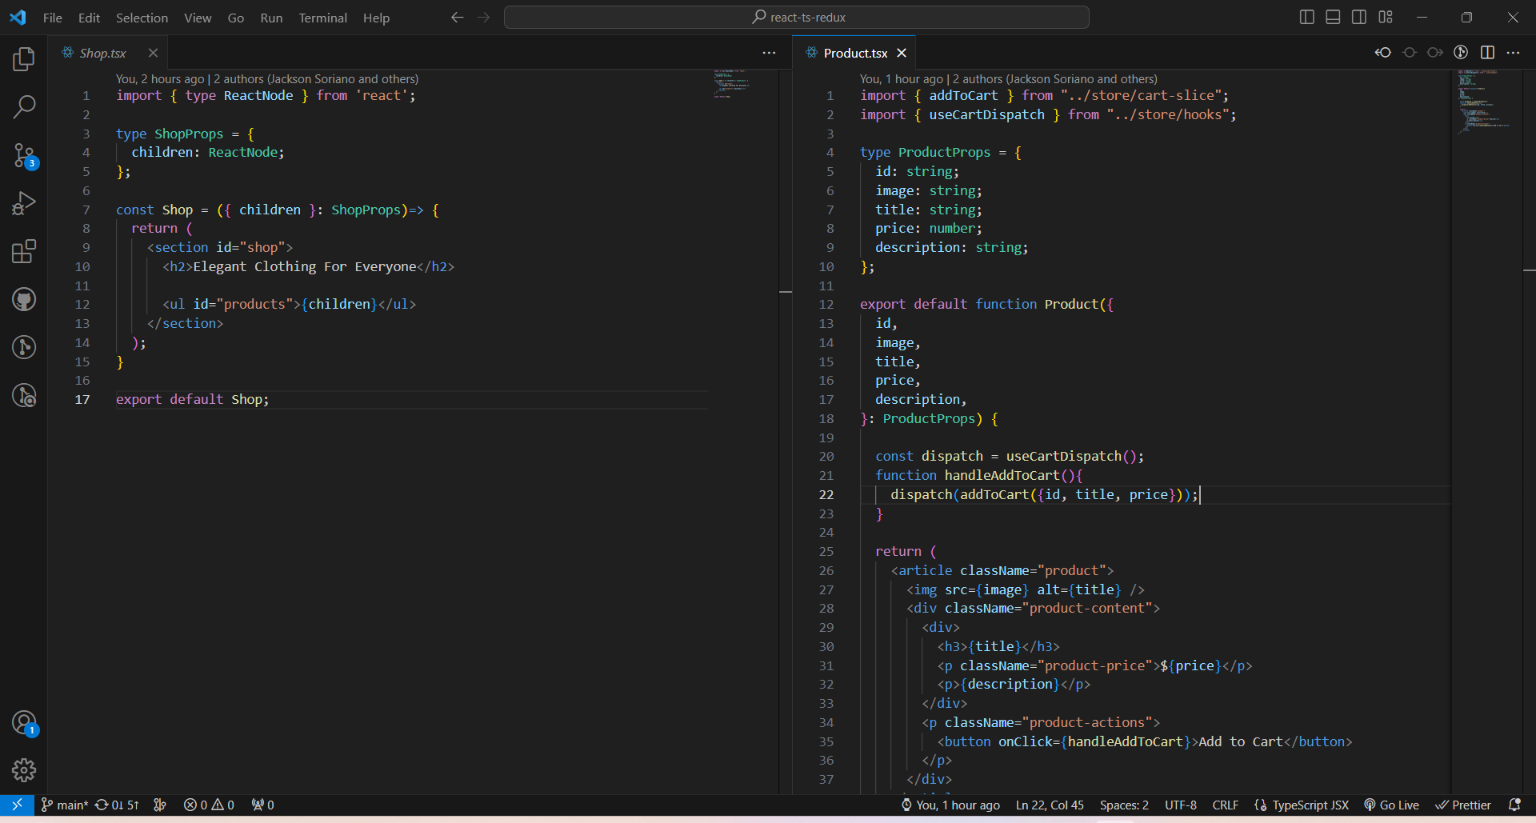 File Edit Selection View Go Run Terminal Help
react-ts-redux
Shop.tsx
You, 2 hours ago | 2 authors (Jackson Soriano and others)
1 import { type ReactNode } from 'react';
2
3 type ShopProps = {
4 children: ReactNode;
5 };
6
7 const Shop = ({ children }: ShopProps)=> {
8 return (
9 <section id="shop">
10 <h2>Elegant Clothing For Everyone</h2>
11
12 <ul id="products">{children}</ul>
13 </section>
14 );
15 }
16
17 export default Shop;
Product.tsx
You, 1 hour ago | 2 authors (Jackson Soriano and others)
1 import { addToCart } from "../store/cart-slice";
2 import { useCartDispatch } from "../store/hooks";
3
4 type ProductProps = {
5 id: string;
6 image: string;
7 title: string;
8 price: number;
9 description: string;
10 };
11
12 export default function Product({
13 id,
14 image,
15 title,
16 price,
17 description,
18 }: ProductProps) {
19
20 const dispatch = useCartDispatch();
21 function handleAddToCart(){
22 dispatch(addToCart({id, title, price}));
23 }
24
25 return (
26 <article className="product">
27 <img src={image} alt={title} />
28 <div className="product-content">
29 <div>
30 <h3>{title}</h3>
31 <p className="product-price">${price}</p>
32 <p>{description}</p>
33 </div>
34 <p className="product-actions">
35 <button onClick={handleAddToCart}>Add to Cart</button>
36 </p>
37 </div>
3
1
main* 0↓ 5↑ 0 0 0 You, 1 hour ago Ln 22, Col 45 Spaces: 2 UTF-8 CRLF TypeScript JSX Go Live Prettier